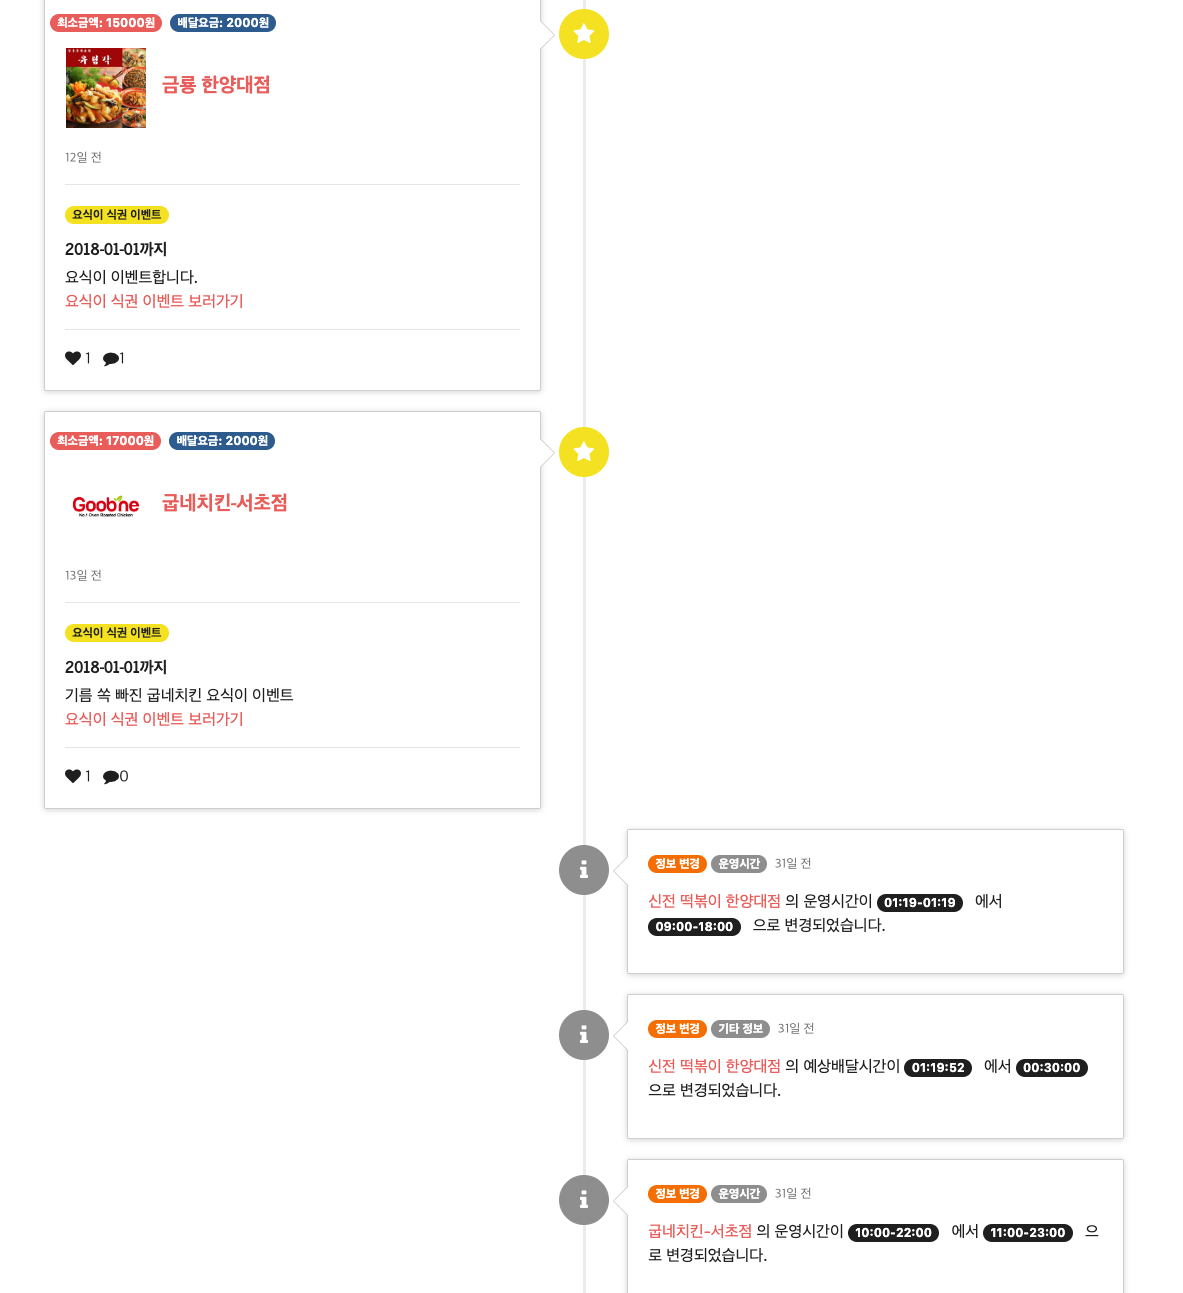 최소금액: 15000원 배달요금: 2000원
육림각
금룡 한양대점
12일 전
요식이 식권 이벤트
2018-01-01까지
요식이 이벤트합니다.
요식이 식권 이벤트 보러가기
1 1
최소금액: 17000원 배달요금: 2000원
Goobne
No.1 Oven Roasted Chicken
굽네치킨-서초점
13일 전
요식이 식권 이벤트
2018-01-01까지
기름 쏙 빠진 굽네치킨 요식이 이벤트
요식이 식권 이벤트 보러가기
1 0
정보 변경 운영시간 31일 전
신전 떡볶이 한양대점 의 운영시간이 01:19-01:19 에서
09:00-18:00 으로 변경되었습니다.
정보 변경 기타 정보 31일 전
신전 떡볶이 한양대점 의 예상배달시간이 01:19:52 에서 00:30:00
으로 변경되었습니다.
정보 변경 운영시간 31일 전
굽네치킨-서초점 의 운영시간이 10:00-22:00 에서 11:00-23:00 으
로 변경되었습니다.